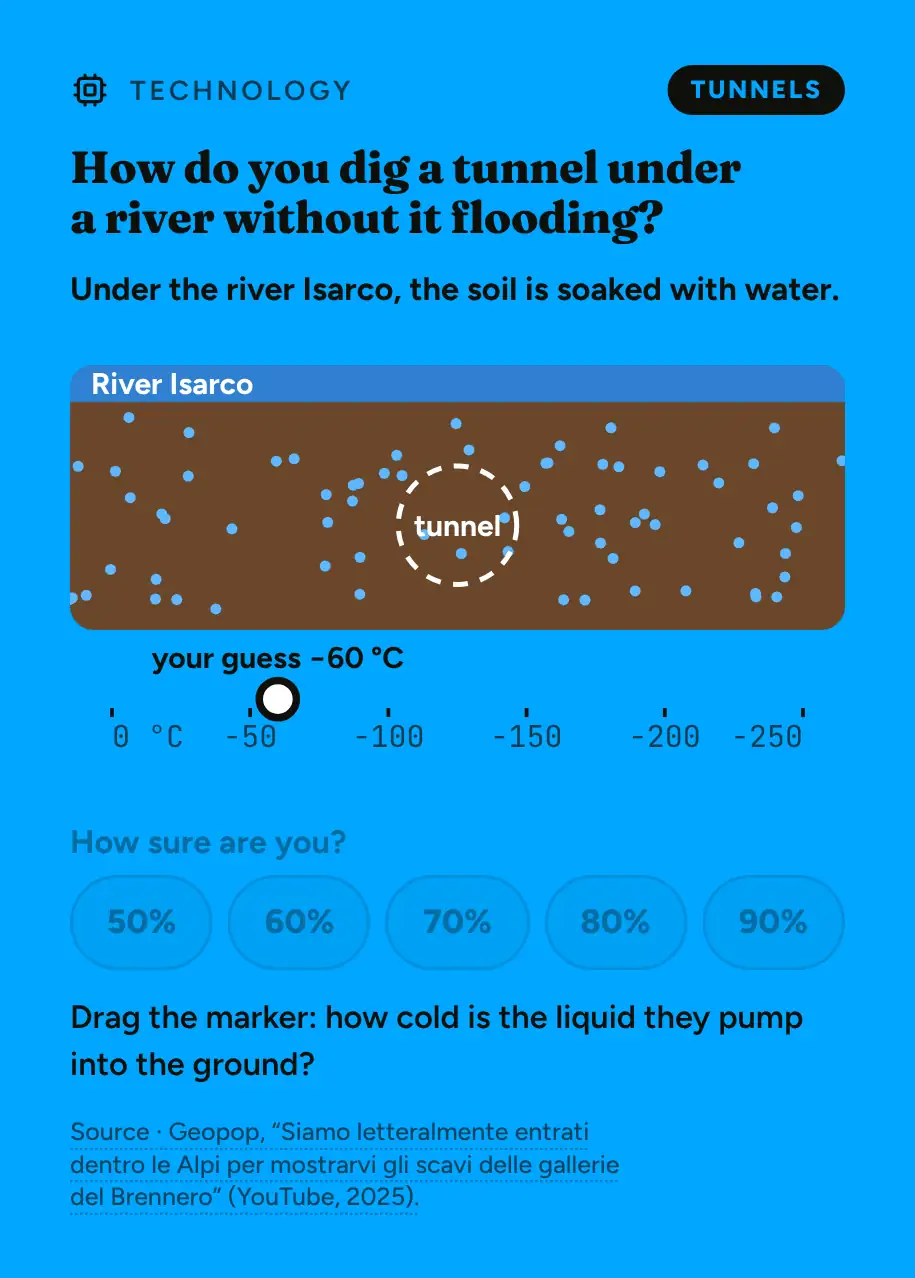 TECHNOLOGY
TUNNELS
How do you dig a tunnel under
a river without it flooding?
Under the river Isarco, the soil is soaked with water.
River Isarco
tunnel
your guess −60 °C
0 °C -50 -100 -150 -200 -250
How sure are you?
50% 60% 70% 80% 90%
Drag the marker: how cold is the liquid they pump
into the ground?
Source · Geopop, “Siamo letteralmente entrati
dentro le Alpi per mostrarvi gli scavi delle gallerie
del Brennero” (YouTube, 2025).